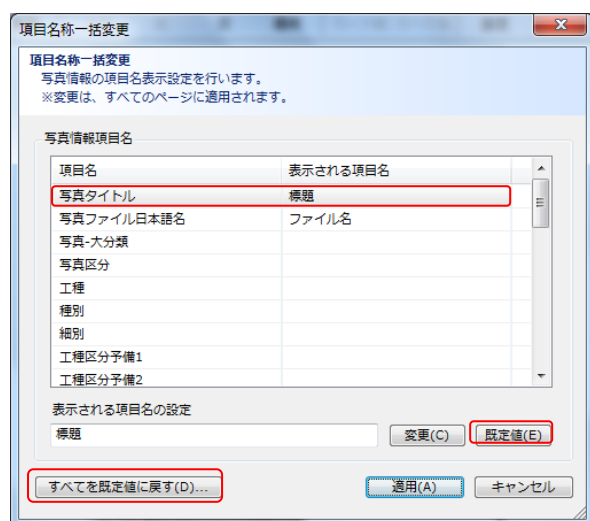 項目名称一括変更
項目名称一括変更
写真情報の項目名表示設定を行います。
※変更は、すべてのページに適用されます。
写真情報項目名
項目名 表示される項目名
写真タイトル 標題
写真ファイル日本語名 ファイル名
写真-大分類
写真区分
工種
種別
細別
工種区分予備1
工種区分予備2
表示される項目名の設定
標題 変更(C) 既定値(E)
すべてを既定値に戻す(D)... 適用(A) キャンセル